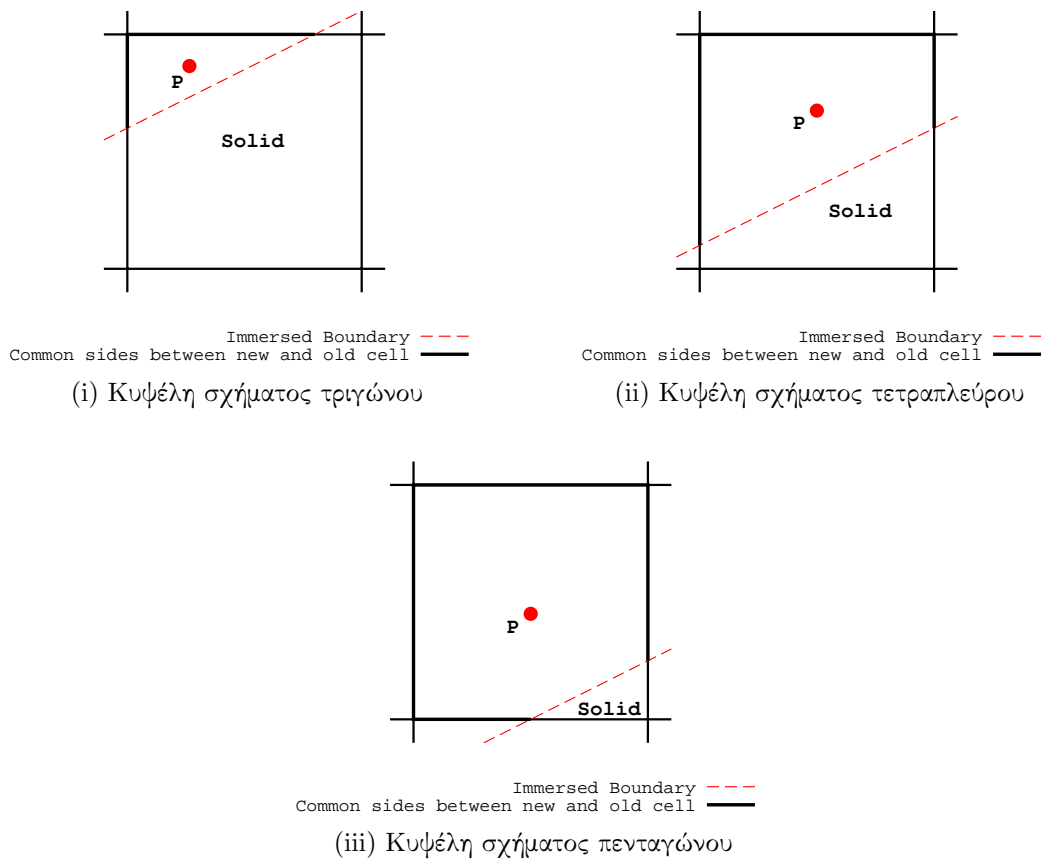 P
Solid
Immersed Boundary
Common sides between new and old cell
(i) Κυψέλη σχήματος τριγώνου
P
Solid
Immersed Boundary
Common sides between new and old cell
(ii) Κυψέλη σχήματος τετραπλεύρου
P
Solid
Immersed Boundary
Common sides between new and old cell
(iii) Κυψέλη σχήματος πενταγώνου